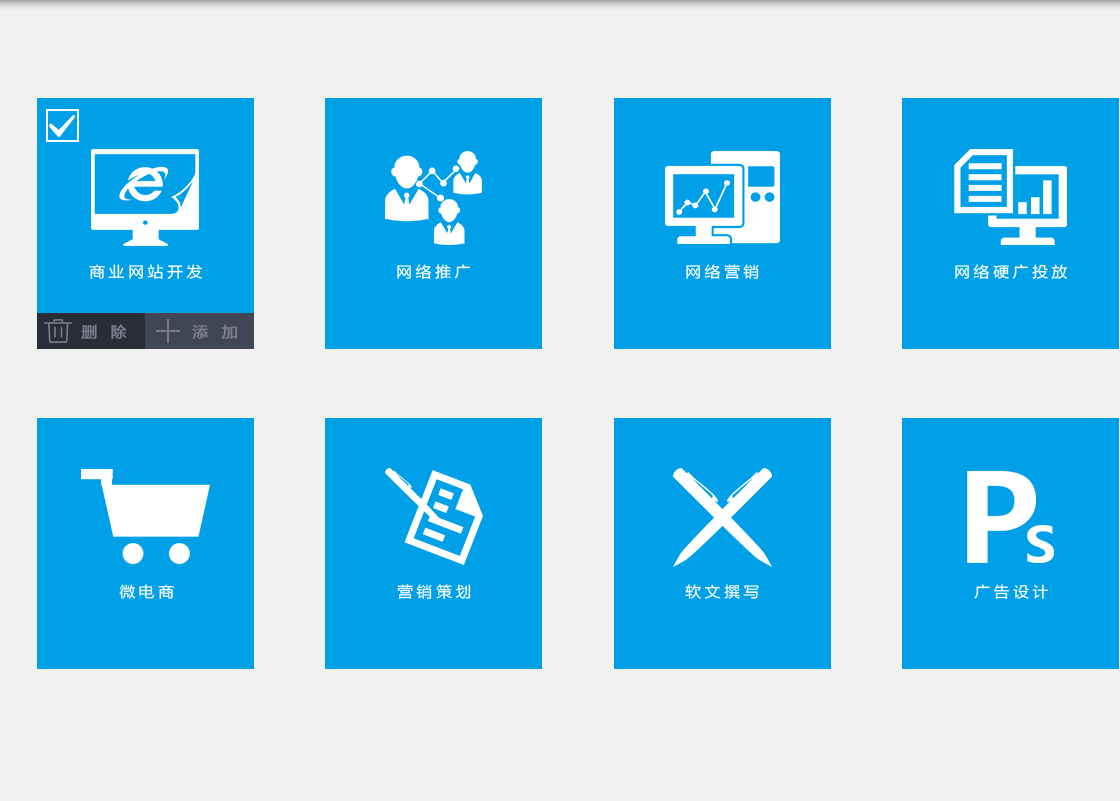 商业网站开发
删除
添加
网络推广
网络营销
网络硬广投放
微电商
营销策划
软文撰写
Ps
广告设计